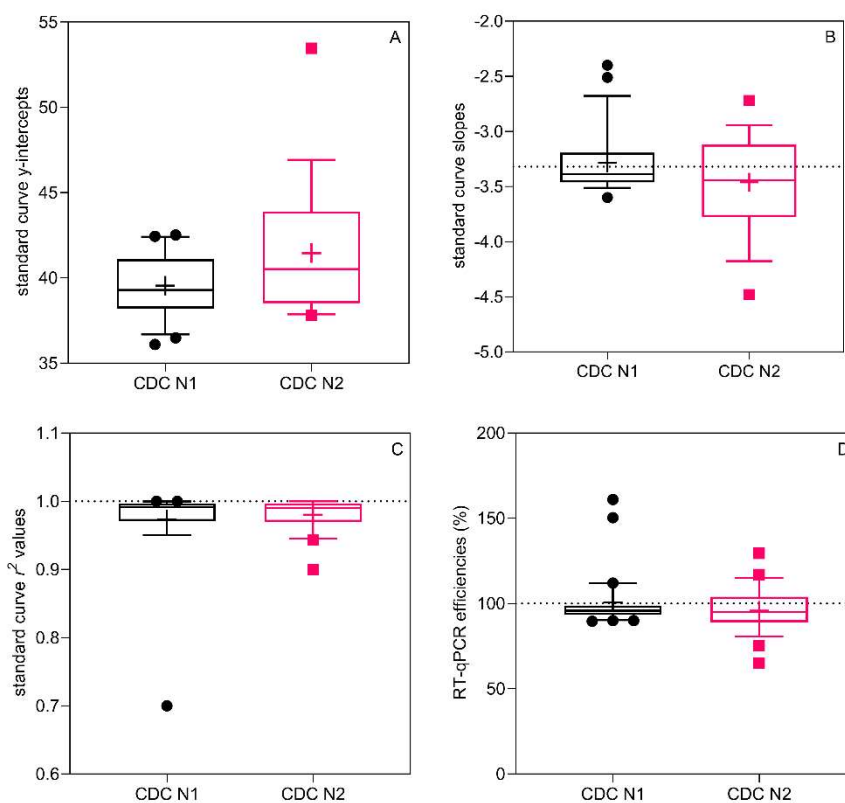 A
standard curve y-intercepts
55
50
45
40
35
CDC N1 CDC N2
B
standard curve slopes
-2.0
-2.5
-3.0
-3.5
-4.0
-4.5
-5.0
CDC N1 CDC N2
C
standard curve r² values
1.1
1.0
0.9
0.8
0.7
0.6
CDC N1 CDC N2
D
RT-qPCR efficiencies (%)
200
150
100
50
0
CDC N1 CDC N2